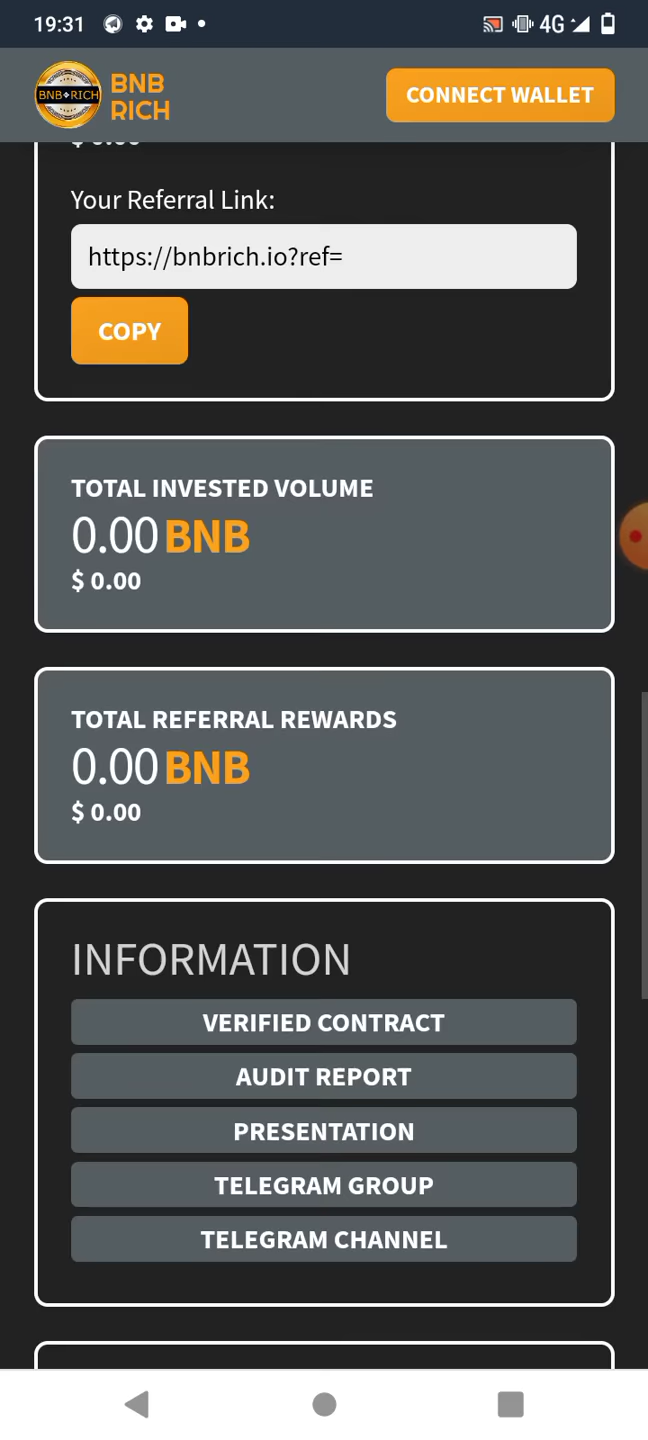 19:31
4G
BNB RICH
BNB
RICH
CONNECT WALLET
$ 0.00
Your Referral Link:
https://bnbrich.io?ref=
COPY
TOTAL INVESTED VOLUME
0.00 BNB
$ 0.00
TOTAL REFERRAL REWARDS
0.00 BNB
$ 0.00
INFORMATION
VERIFIED CONTRACT
AUDIT REPORT
PRESENTATION
TELEGRAM GROUP
TELEGRAM CHANNEL